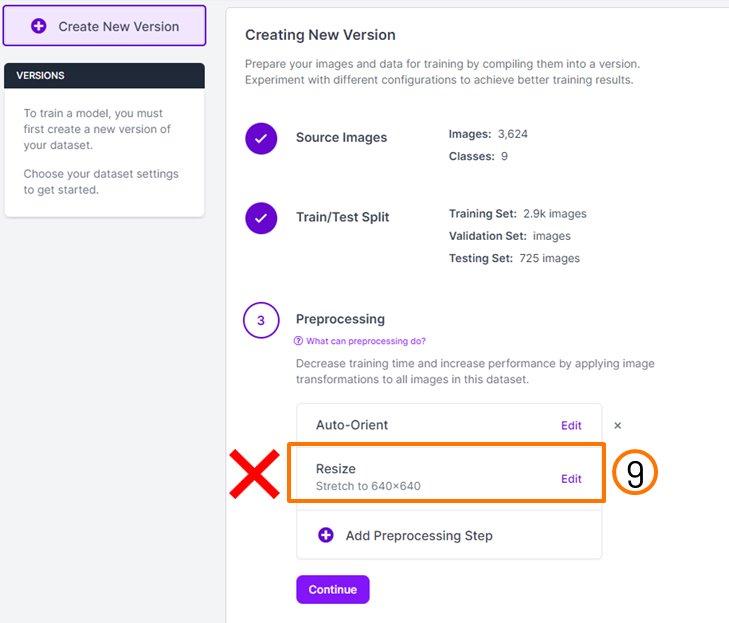 Create New Version
VERSIONS
To train a model, you must
first create a new version of
your dataset.
Choose your dataset settings
to get started.
Creating New Version
Prepare your images and data for training by compiling them into a version.
Experiment with different configurations to achieve better training results.
Source Images
Images: 3,624
Classes: 9
Train/Test Split
Training Set: 2.9k images
Validation Set: images
Testing Set: 725 images
3
Preprocessing
What can preprocessing do?
Decrease training time and increase performance by applying image
transformations to all images in this dataset.
Auto-Orient Edit ×
Resize
Stretch to 640×640
Edit
9
Add Preprocessing Step
Continue